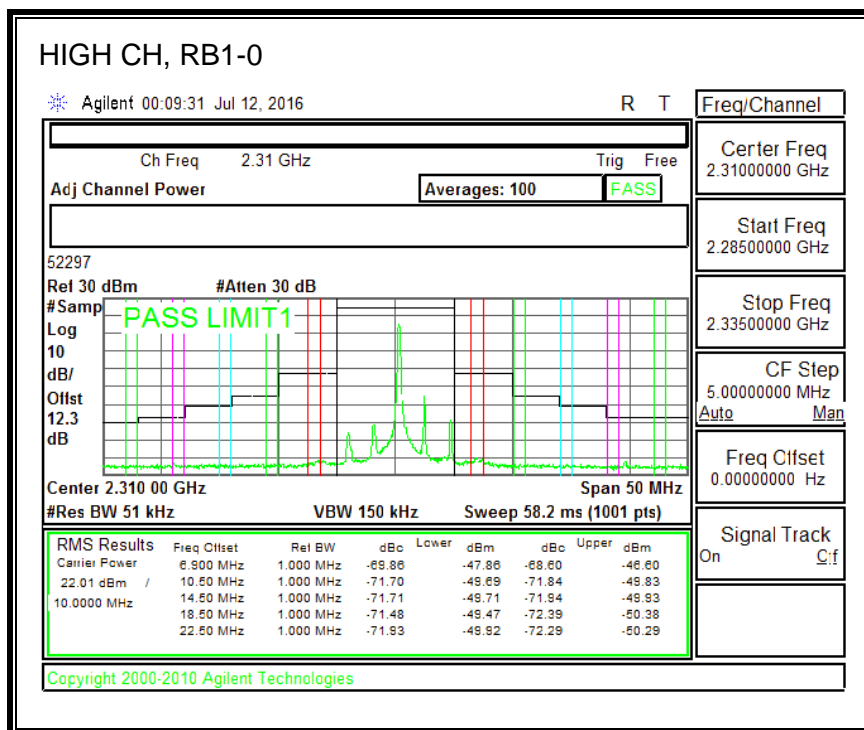 HIGH CH, RB1-0
Agilent 00:09:31 Jul 12, 2016 R T
Ch Freq 2.31 GHz Trig Free
Adj Channel Power Averages: 100 PASS
52297
Ref 30 dBm #Atten 30 dB
#Samp
Log
10
dB/
Offst
12.3
dB
PASS LIMIT1
Center 2.310 00 GHz Span 50 MHz
#Res BW 51 kHz VBW 150 kHz Sweep 58.2 ms (1001 pts)
RMS Results Freq Offset Ref BW dBc Lower dBm dBc Upper dBm
Carrier Power 6.900 MHz 1.000 MHz -69.86 -47.86 -68.60 -46.60
22.01 dBm / 10.50 MHz 1.000 MHz -71.70 -49.69 -71.84 -49.83
10.0000 MHz 14.50 MHz 1.000 MHz -71.71 -49.71 -71.94 -49.93
18.50 MHz 1.000 MHz -71.48 -49.47 -72.39 -50.38
22.50 MHz 1.000 MHz -71.93 -49.92 -72.29 -50.29
Copyright 2000-2010 Agilent Technologies
Freq/Channel
Center Freq
2.31000000 GHz
Start Freq
2.28500000 GHz
Stop Freq
2.33500000 GHz
CF Step
5.00000000 MHz
Auto Man
Freq Offset
0.00000000 Hz
Signal Track
On Off